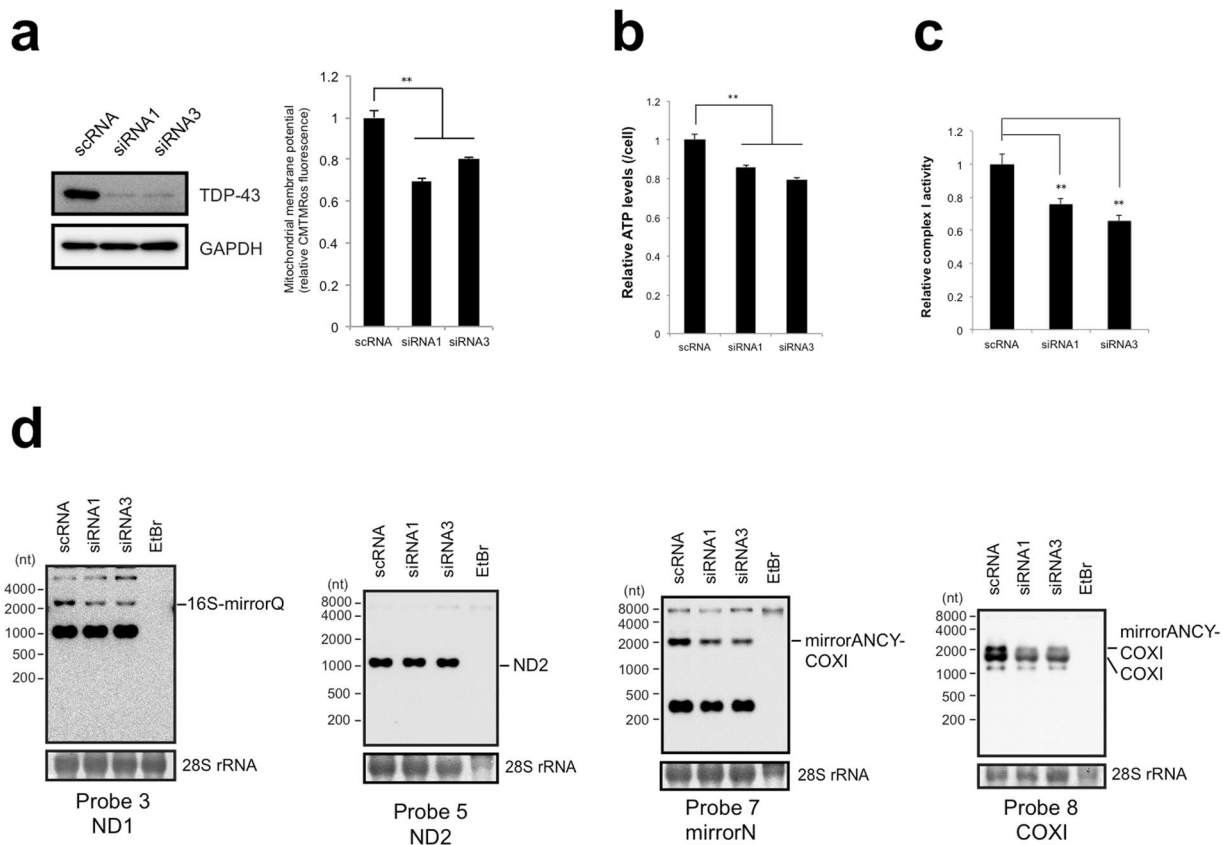 a
scRNA
siRNA1
siRNA3
TDP-43
GAPDH
Mitochondrial membrane potential
(relative CMTMRos fluorescence)
1.2
1
0.8
0.6
0.4
0.2
0
**
scRNA siRNA1 siRNA3
b
Relative ATP levels (/cell)
1.2
1
0.8
0.6
0.4
0.2
0
**
scRNA siRNA1 siRNA3
c
Relative complex I activity
1.2
1
0.8
0.6
0.4
0.2
0
**
**
scRNA siRNA1 siRNA3
d
scRNA
siRNA1
siRNA3
EtBr
(nt)
4000
2000
1000
500
200
16S-mirrorQ
28S rRNA
Probe 3
ND1
scRNA
siRNA1
siRNA3
EtBr
(nt)
8000
4000
2000
1000
500
200
ND2
28S rRNA
Probe 5
ND2
scRNA
siRNA1
siRNA3
EtBr
(nt)
8000
4000
2000
1000
500
200
mirrorANCY-
COXI
28S rRNA
Probe 7
mirrorN
scRNA
siRNA1
siRNA3
EtBr
(nt)
8000
4000
2000
1000
500
200
mirrorANCY-
COXI
COXI
28S rRNA
Probe 8
COXI